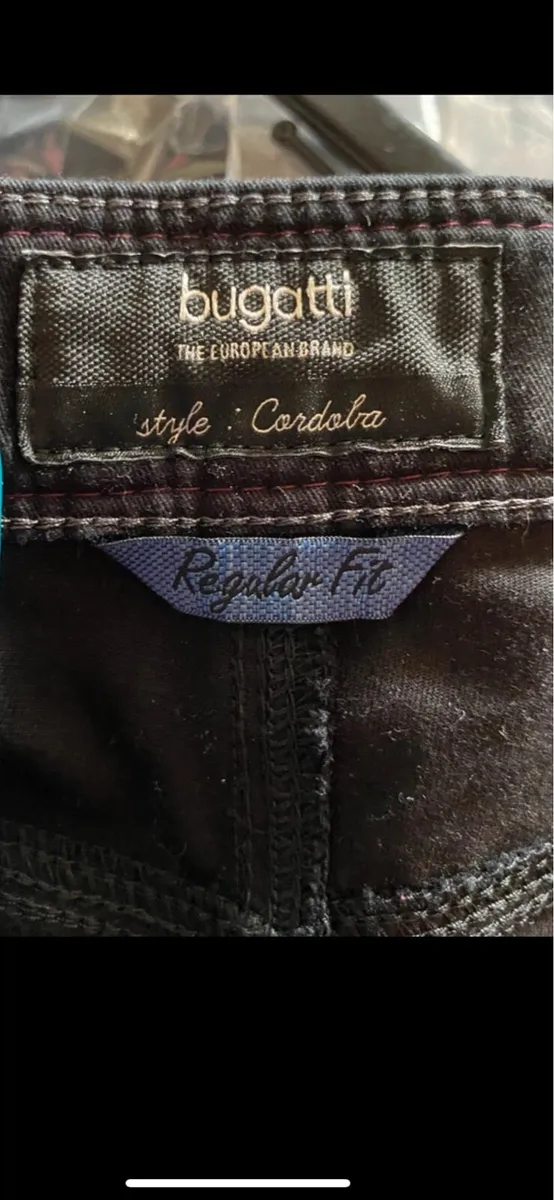 bugatti
THE EUROPEAN BRAND
style : Cordoba
Regular Fit